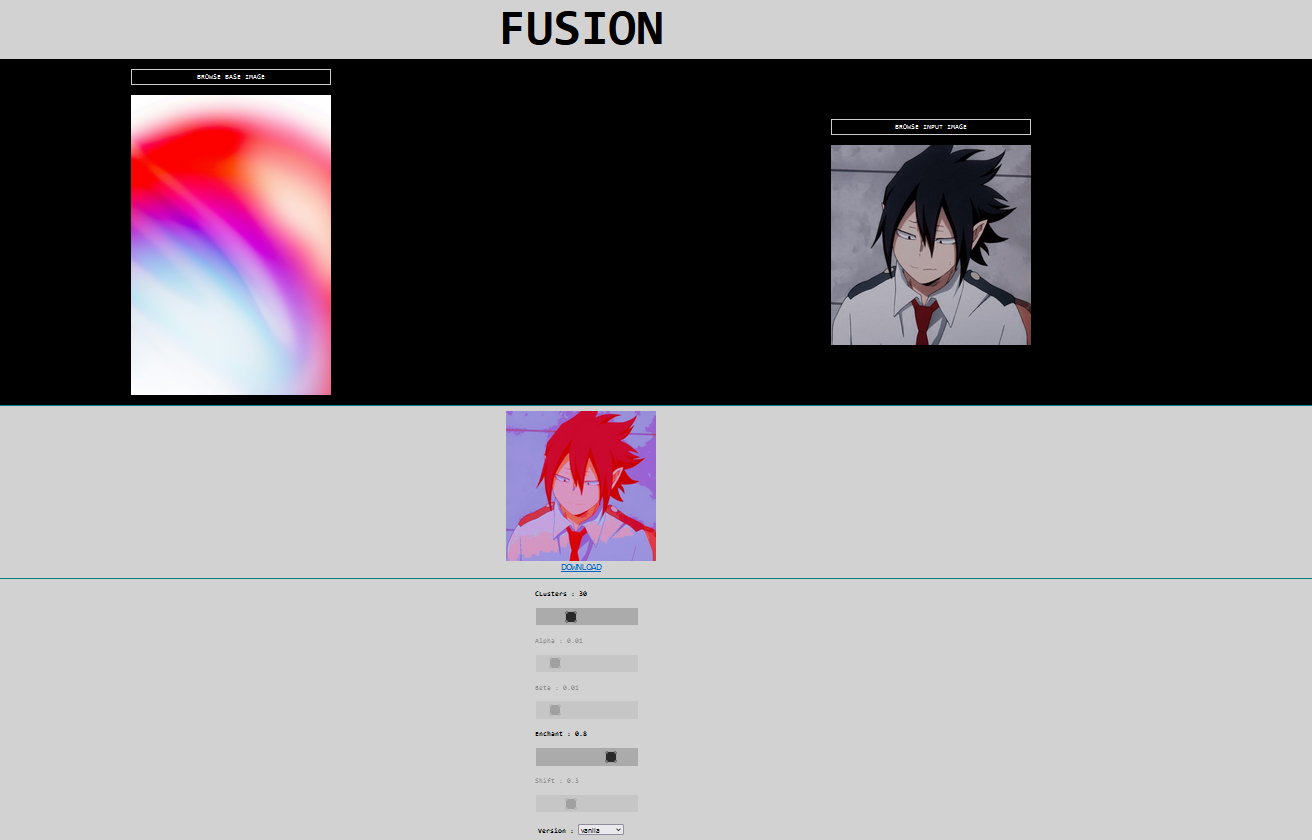 FUSION
BROWSE BASE IMAGE
BROWSE INPUT IMAGE
DOWNLOAD
Clusters : 30
Alpha : 0.01
Beta : 0.01
Enchant : 0.8
Shift : 0.3
Version : vanilla